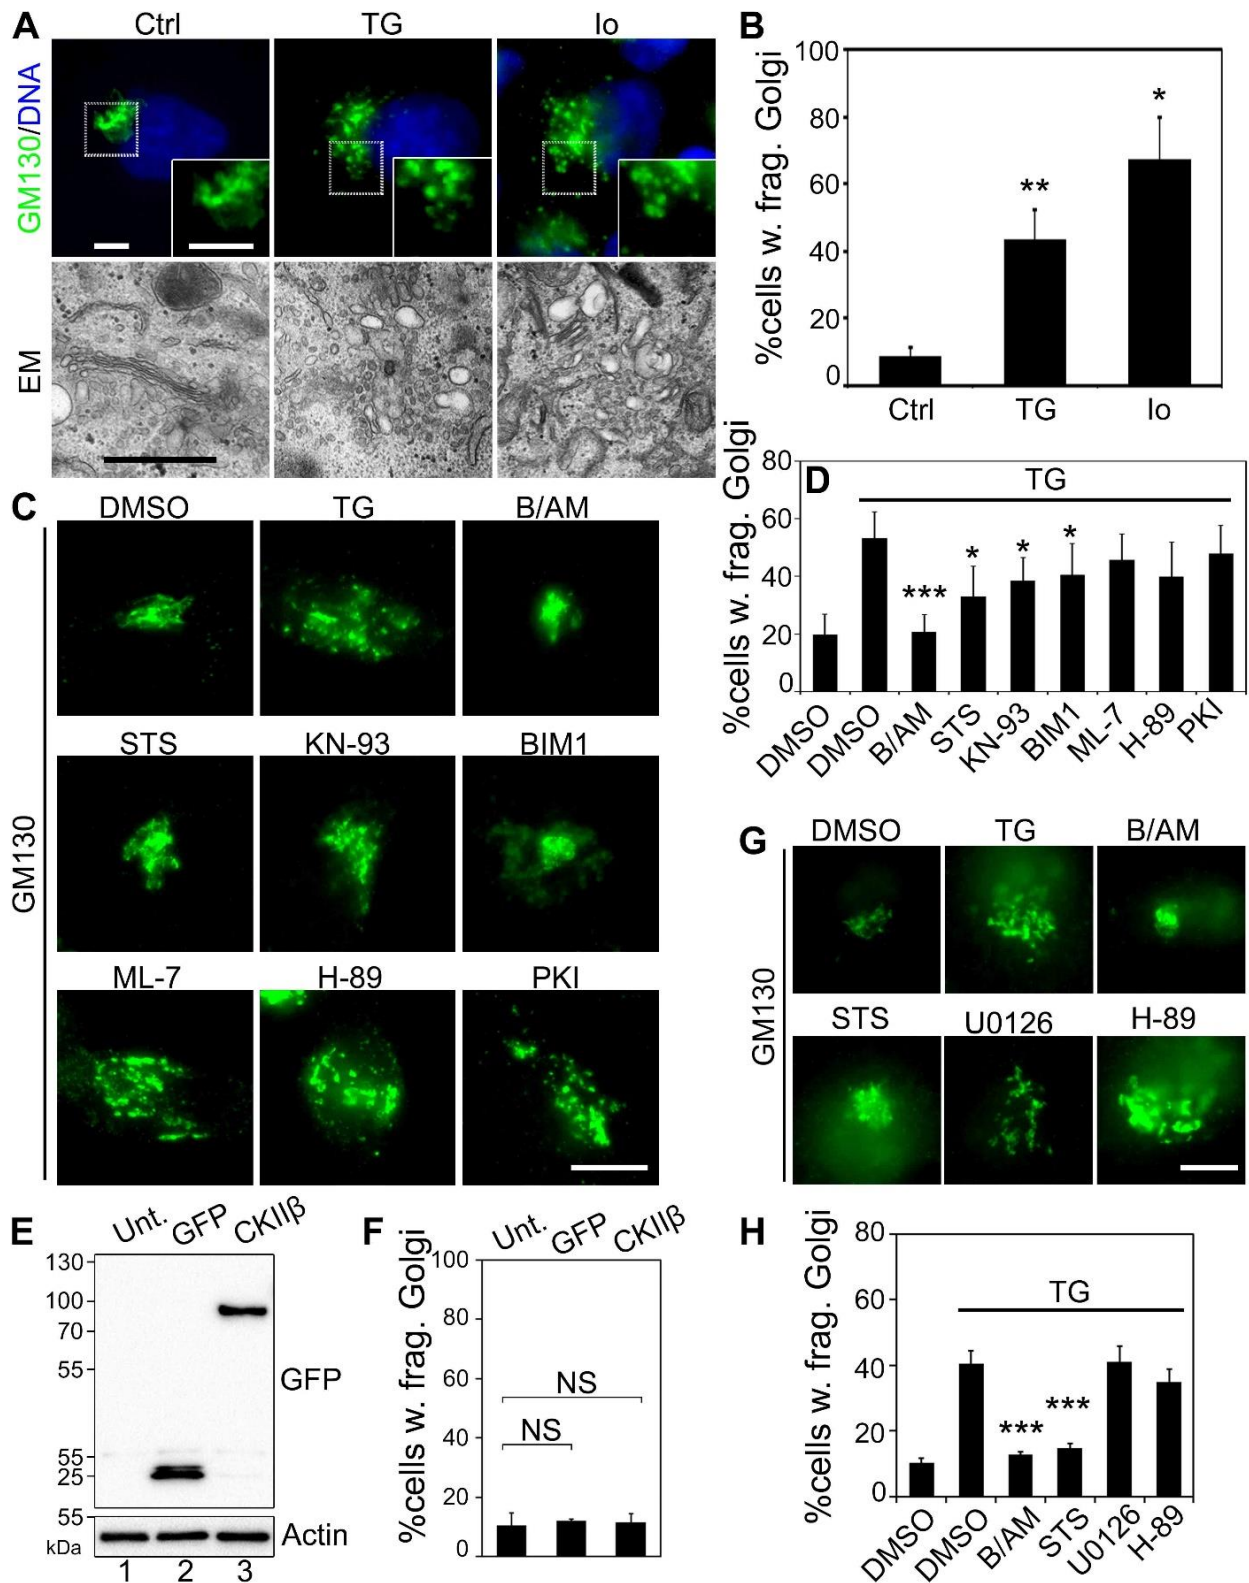 A
Ctrl
TG
Io
GM130/DNA
EM
B
%cells w. frag. Golgi
100
80
60
40
20
0
*
**
Ctrl
TG
Io
C
DMSO
TG
B/AM
STS
KN-93
BIM1
GM130
ML-7
H-89
PKI
D
%cells w. frag. Golgi
80
60
40
20
0
TG
***
*
*
*
DMSO
DMSO
B/AM
STS
KN-93
BIM1
ML-7
H-89
PKI
G
DMSO
TG
B/AM
GM130
STS
U0126
H-89
E
Unt.
GFP
CKIIβ
130
100
70
55
55
25
GFP
55
kDa
Actin
1
2
3
F
Unt.
GFP
CKIIβ
%cells w. frag. Golgi
100
80
60
40
20
0
NS
NS
H
%cells w. frag. Golgi
80
60
40
20
0
TG
***
***
DMSO
DMSO
B/AM
STS
U0126
H-89